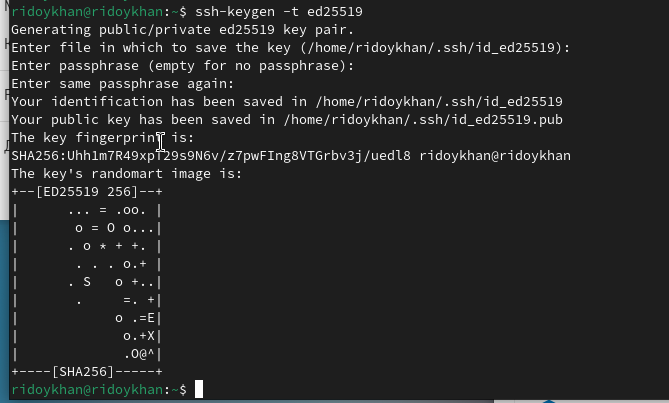 ridoykhan@ridoykhan:~$ ssh-keygen -t ed25519
Generating public/private ed25519 key pair.
Enter file in which to save the key (/home/ridoykhan/.ssh/id_ed25519):
Enter passphrase (empty for no passphrase):
Enter same passphrase again:
Your identification has been saved in /home/ridoykhan/.ssh/id_ed25519
Your public key has been saved in /home/ridoykhan/.ssh/id_ed25519.pub
The key fingerprint is:
SHA256:Uhh1m7R49xpT29s9N6v/z7pwFIng8VTGrbv3j/uedl8 ridoykhan@ridoykhan
The key's randomart image is:
+--[ED25519 256]--+
|      ... = .oo. |
|       o = O o...|
|      . o * + +. |
|       . . . o.+ |
|      . S   o +..|
|       .     =. +|
|            o .=E|
|             o.+X|
|             .O@^|
+----[SHA256]-----+
ridoykhan@ridoykhan:~$